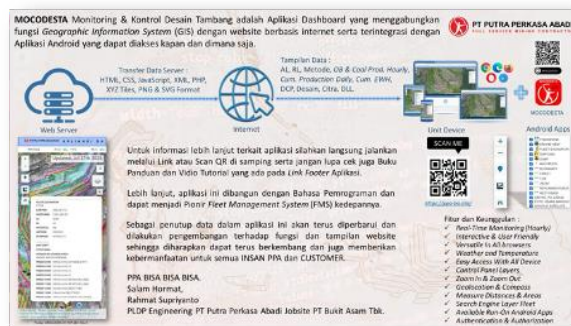 MOCODESTA Monitoring & Kontrol Desain Tambang adalah Aplikasi Dashboard yang menggabungkan
fungsi Geographic Information System (GIS) dengan website berbasis internet serta terintegrasi dengan
Aplikasi Android yang dapat diakses kapan dan dimana saja.
PT PUTRA PERKASA ABADI
FULL SERVICE MINING CONTRACTOR
Transfer Data Server :
HTML, CSS, JavaScript, XML, PHP,
XYZ Tiles, PNG & SVG Format
Tampilan Data :
AL, RL, Metode, OB & Coal Prod. Hourly,
Cum. Production Daily, Cum. EWH,
DCP, Desain, Citra, DLL.
MOCODESTA
Web Server
Internet
Unit Device
Android Apps
SCAN ME
Untuk informasi lebih lanjut terkait aplikasi silahkan langsung jalankan
melalui Link atau Scan QR di samping serta jangan lupa cek juga Buku
Panduan dan Vidio Tutorial yang ada pada Link Footer Aplikasi.
Lebih lanjut, aplikasi ini dibangun dengan Bahasa Pemrograman dan
dapat menjadi Pionir Fleet Management System (FMS) kedepannya.
Sebagai penutup data dalam aplikasi ini akan terus diperbarui dan
dilakukan pengembangan terhadap fungsi dan tampilan website
sehingga diharapkan dapat terus berkembang dan juga memberikan
kebermanfaatan untuk semua INSAN PPA dan CUSTOMER.
PPA BISA BISA BISA.
Salam Hormat,
Rahmat Supriyanto
PLDP Engineering PT Putra Perkasa Abadi Jobsite PT Bukit Asam Tbk.
Fitur dan Keunggulan :
✓ Real-Time Monitoring (Hourly)
✓ Interactive & User Friendly
✓ Versatile In All browsers
✓ Weather and Temperature
✓ Easy Access With All Device
✓ Control Panel Layers
✓ Zoom In & Zoom Out
✓ Geolocation & Compass
✓ Measure Distances & Areas
✓ Search Engine Layer Fleet
✓ Available Run-On Android Apps
✓ Authentication & Authorization